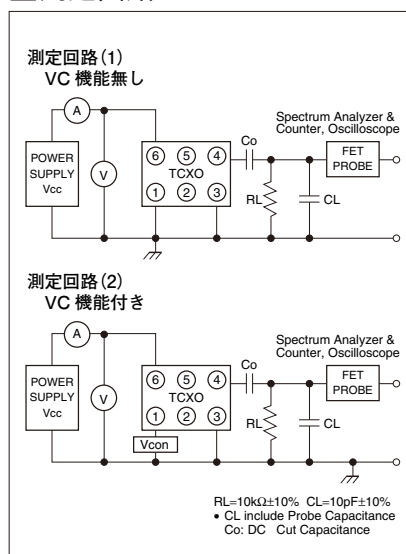 測定回路(1)
VC 機能無し
A
POWER
SUPPLY
Vcc
V
⑥ ⑤ ④
TCXO
① ② ③
Co
RL
CL
Spectrum Analyzer &
Counter, Oscilloscope
FET
PROBE
測定回路(2)
VC 機能付き
A
POWER
SUPPLY
Vcc
V
⑥ ⑤ ④
TCXO
① ② ③
Vcon
Co
RL
CL
Spectrum Analyzer &
Counter, Oscilloscope
FET
PROBE
RL=10kΩ±10% CL=10pF±10%
• CL include Probe Capacitance
Co: DC Cut Capacitance